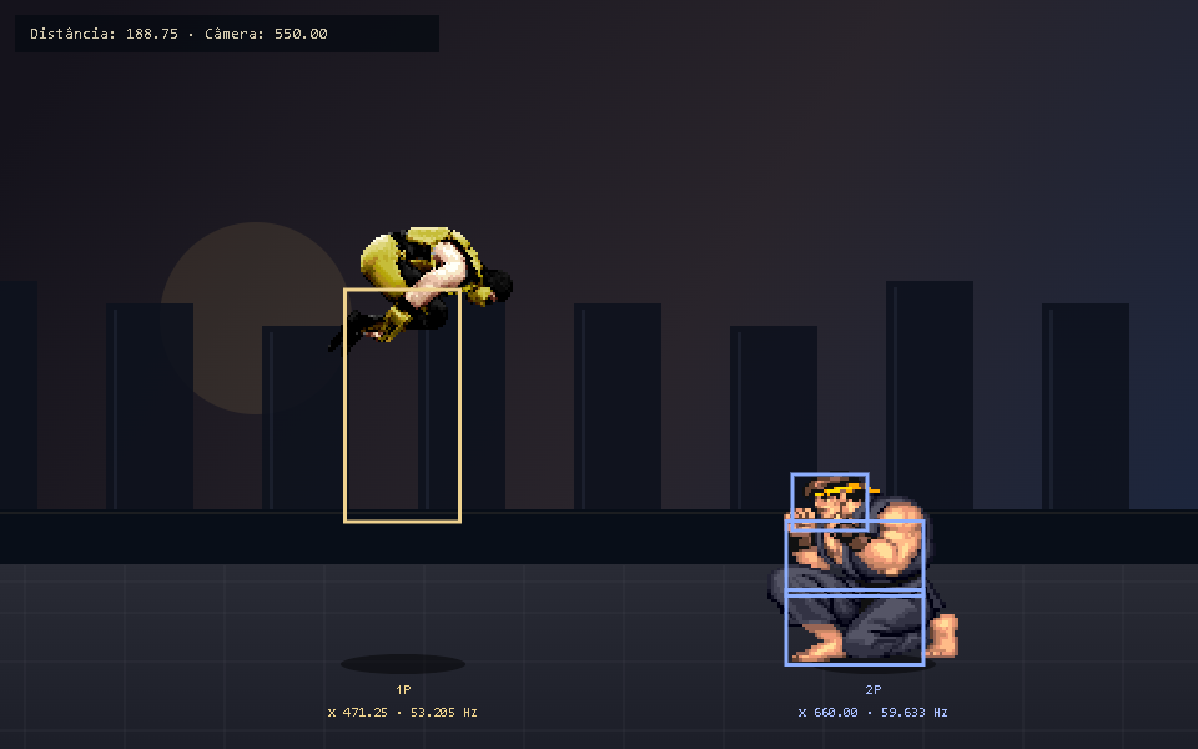 Distância: 188.75 · Câmera: 550.00
1P
2P
x 471.25 · 53.205 Hz
x 660.00 · 59.633 Hz